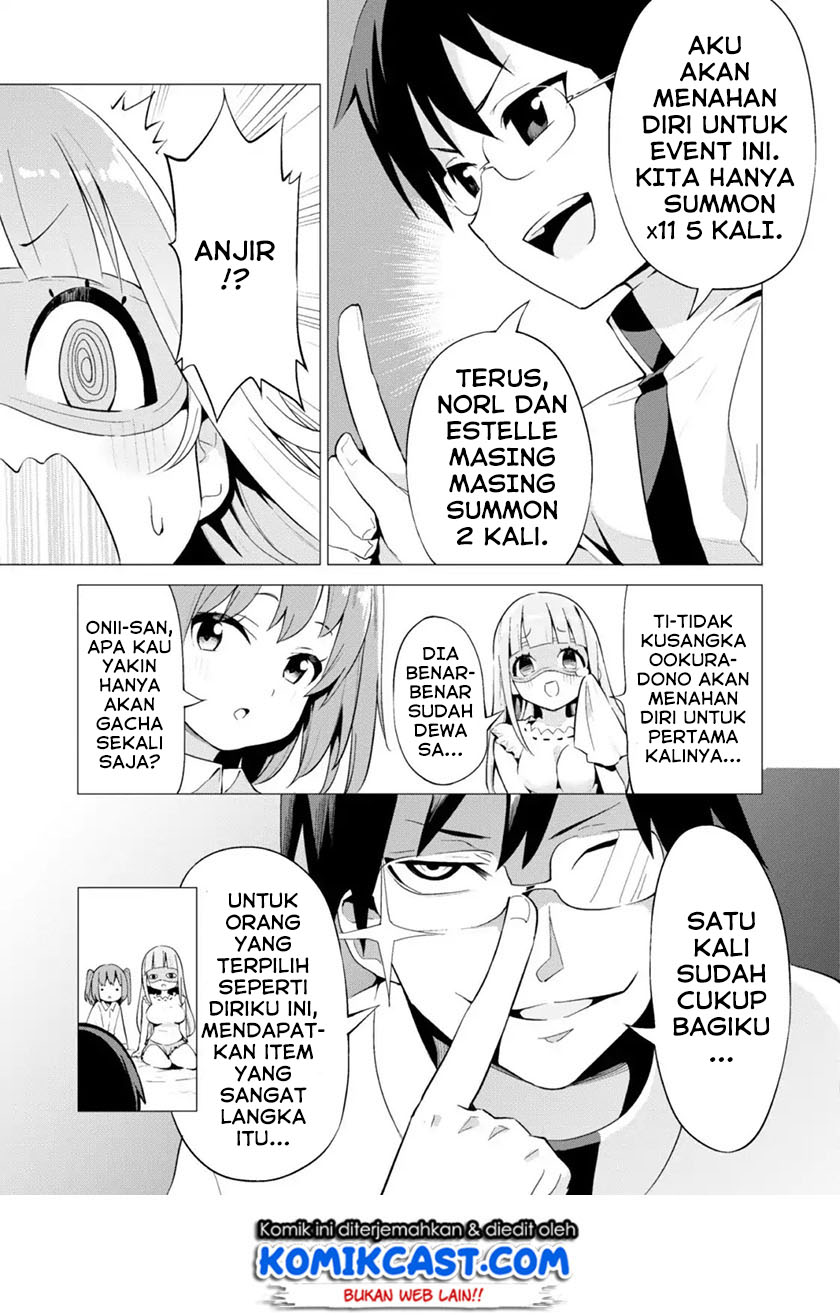 AKU
AKAN
MENAHAN
DIRI UNTUK
EVENT INI.
KITA HANYA
SUMMON
x11 5 KALI.
TERUS,
NORL DAN
ESTELLE
MASING
MASING
SUMMON
2 KALI.
ANJIR
!?
TI-TIDAK
KUSANGKA
OOKURA-
DONO AKAN
MENAHAN
DIRI UNTUK
PERTAMA
KALINYA...
DIA
BENAR-
BENAR
SUDAH
DEWA
SA...
ONII-SAN,
APA KAU
YAKIN
HANYA
AKAN
GACHA
SEKALI
SAJA?
SATU
KALI
SUDAH
CUKUP
BAGIKU
...
UNTUK
ORANG
YANG
TERPILIH
SEPERTI
DIRIKU INI,
MENDAPAT-
KAN ITEM
YANG
SANGAT
LANGKA
ITU...
Komik ini diterjemahkan & diedit oleh
KOMIKCAST.COM
BUKAN WEB LAIN!!